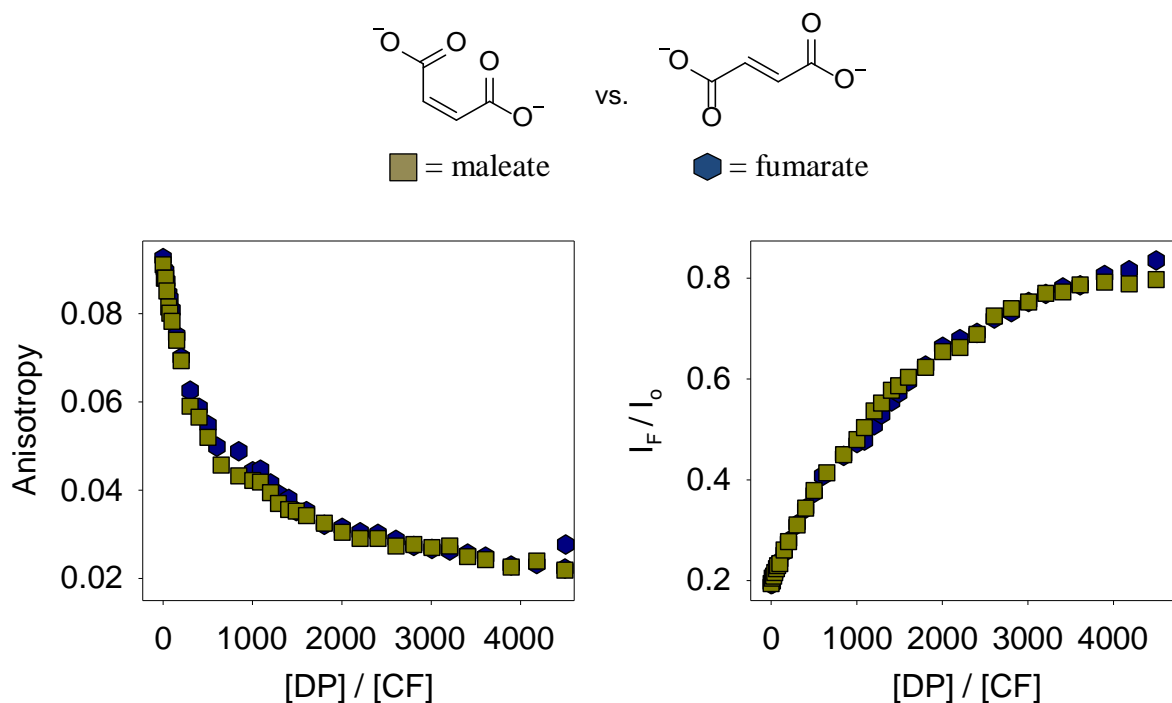 ⁻O O O O⁻ vs. ⁻O O O O⁻
= maleate = fumarate
Anisotropy
0.08
0.06
0.04
0.02
0 1000 2000 3000 4000
[DP] / [CF]
I_F / I_o
0.8
0.6
0.4
0.2
0 1000 2000 3000 4000
[DP] / [CF]